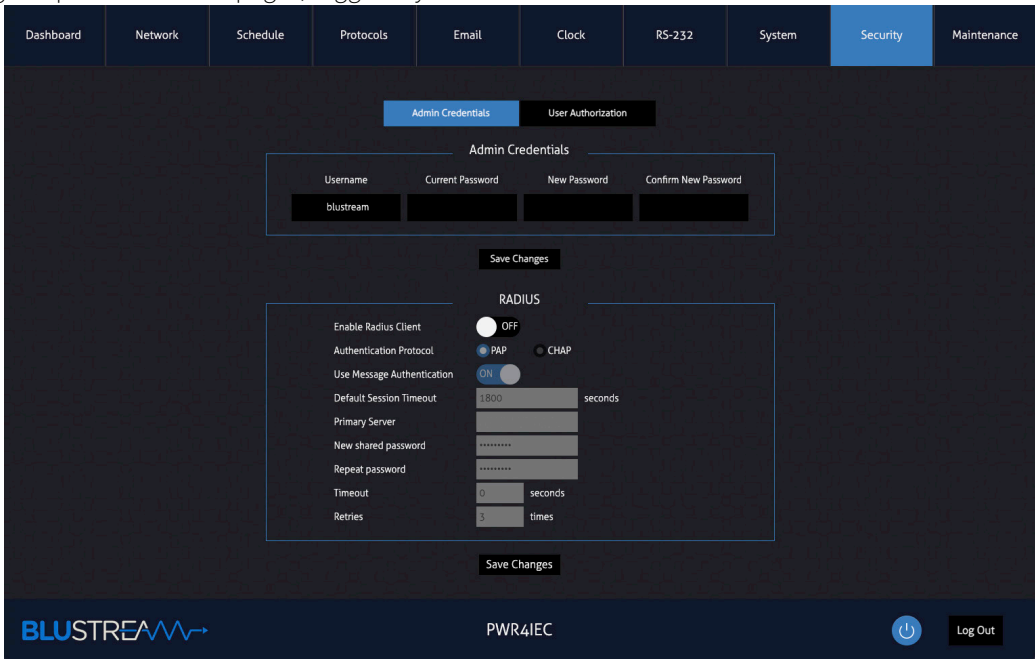 Dashboard Network Schedule Protocols Email Clock RS-232 System Security Maintenance
Admin Credentials User Authorization
Admin Credentials
Username Current Password New Password Confirm New Password
blustream
Save Changes
RADIUS
Enable Radius Client OFF
Authentication Protocol PAP CHAP
Use Message Authentication ON
Default Session Timeout 1800 seconds
Primary Server
New shared password •••••••••
Repeat password •••••••••
Timeout 0 seconds
Retries 3 times
Save Changes
BLUSTREAM PWR4IEC Log Out